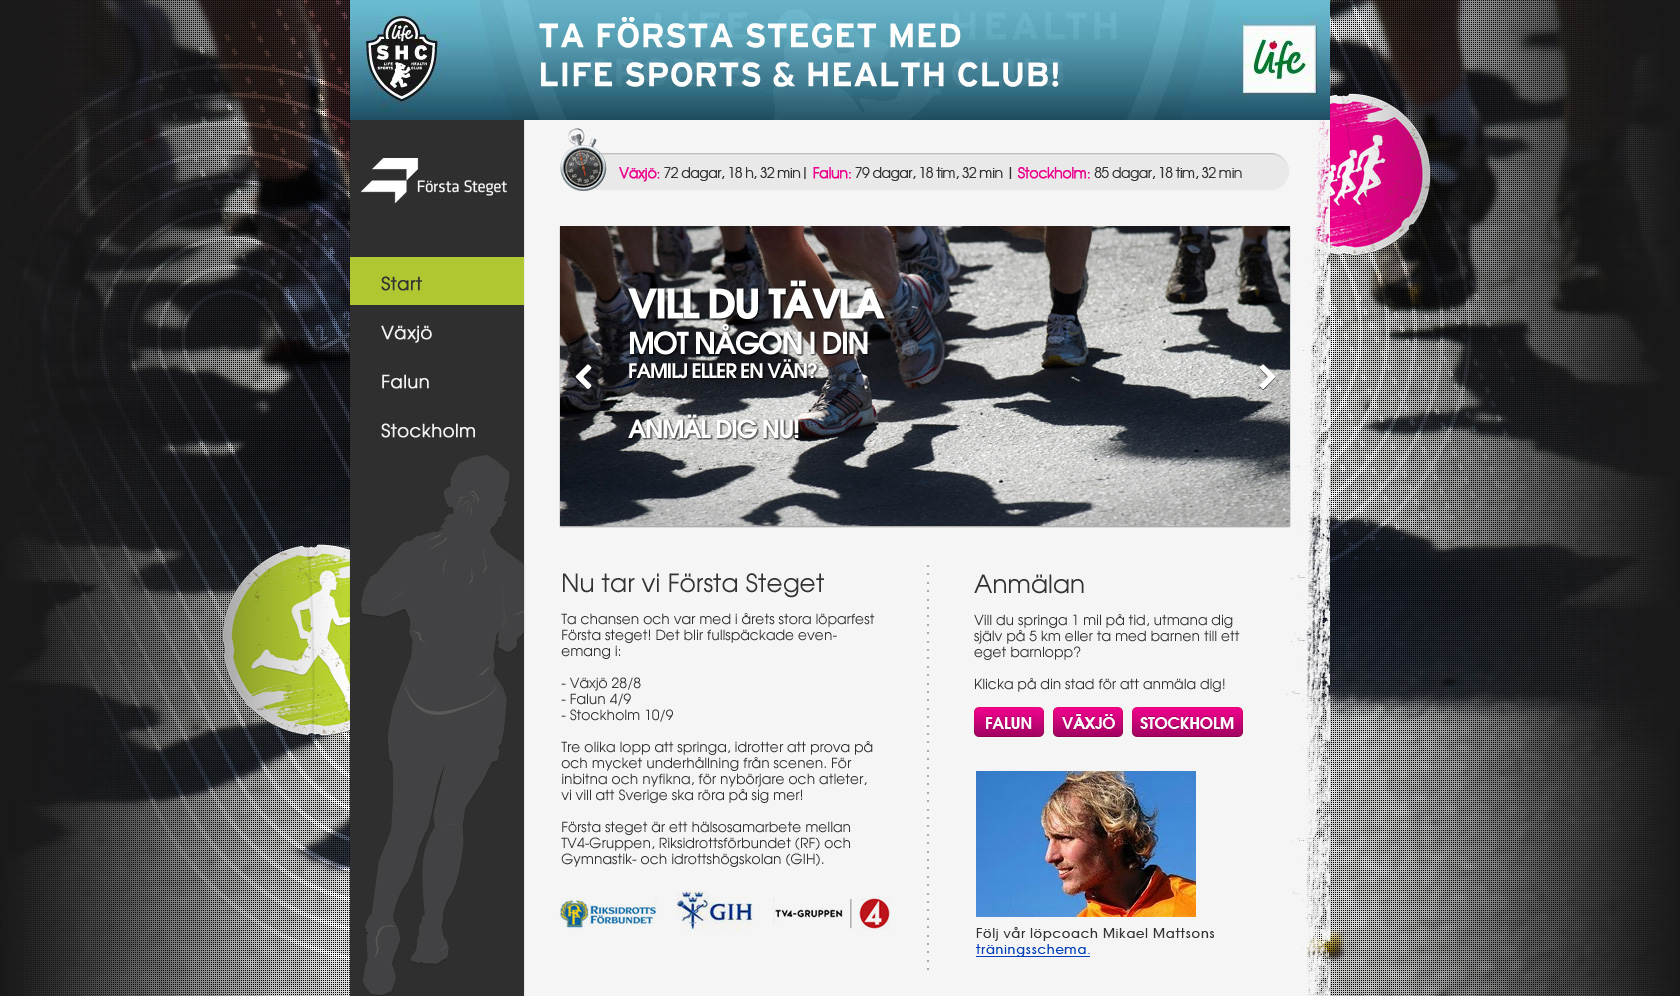 life
SHC
LIFE SPORTS HEALTH CLUB
LIFE HEALTH
TA FÖRSTA STEGET MED
LIFE SPORTS & HEALTH CLUB!
Life
Första Steget
Växjö: 72 dagar, 18 h, 32 min | Falun: 79 dagar, 18 tim, 32 min | Stockholm: 85 dagar, 18 tim, 32 min
Start
Växjö
Falun
Stockholm
VILL DU TÄVLA
MOT NÅGON I DIN
FAMILJ ELLER EN VÄN?
ANMÄL DIG NU!
Nu tar vi Första Steget
Ta chansen och var med i årets stora löparfest
Första steget! Det blir fullspäckade even-
emang i:
- Växjö 28/8
- Falun 4/9
- Stockholm 10/9
Tre olika lopp att springa, idrotter att prova på
och mycket underhållning från scenen. För
inbitna och nyfikna, för nybörjare och atleter,
vi vill att Sverige ska röra på sig mer!
Första steget är ett hälsosamarbete mellan
TV4-Gruppen, Riksidrottsförbundet (RF) och
Gymnastik- och idrottshögskolan (GIH).
RIKSIDROTTS
FÖRBUNDET
GIH
TV4-GRUPPEN
4
Anmälan
Vill du springa 1 mil på tid, utmana dig
själv på 5 km eller ta med barnen till ett
eget barnlopp?
Klicka på din stad för att anmäla dig!
FALUN
VÄXJÖ
STOCKHOLM
Följ vår löpcoach Mikael Mattsons
träningsschema.